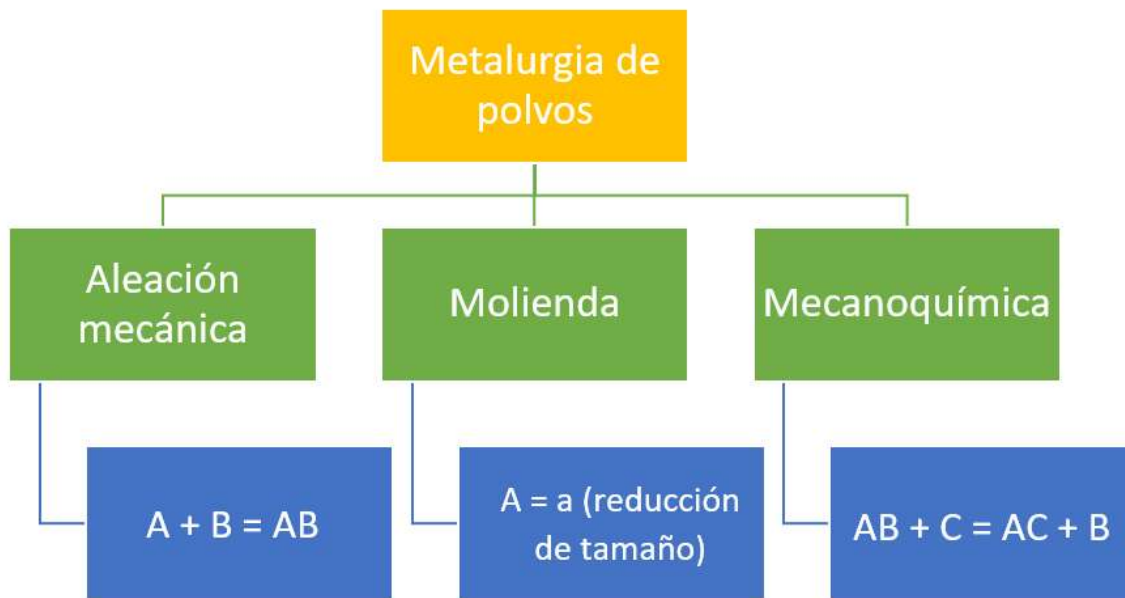 Metalurgia de
polvos
Aleación
mecánica
Molienda
Mecanoquímica
A + B = AB
A = a (reducción
de tamaño)
AB + C = AC + B